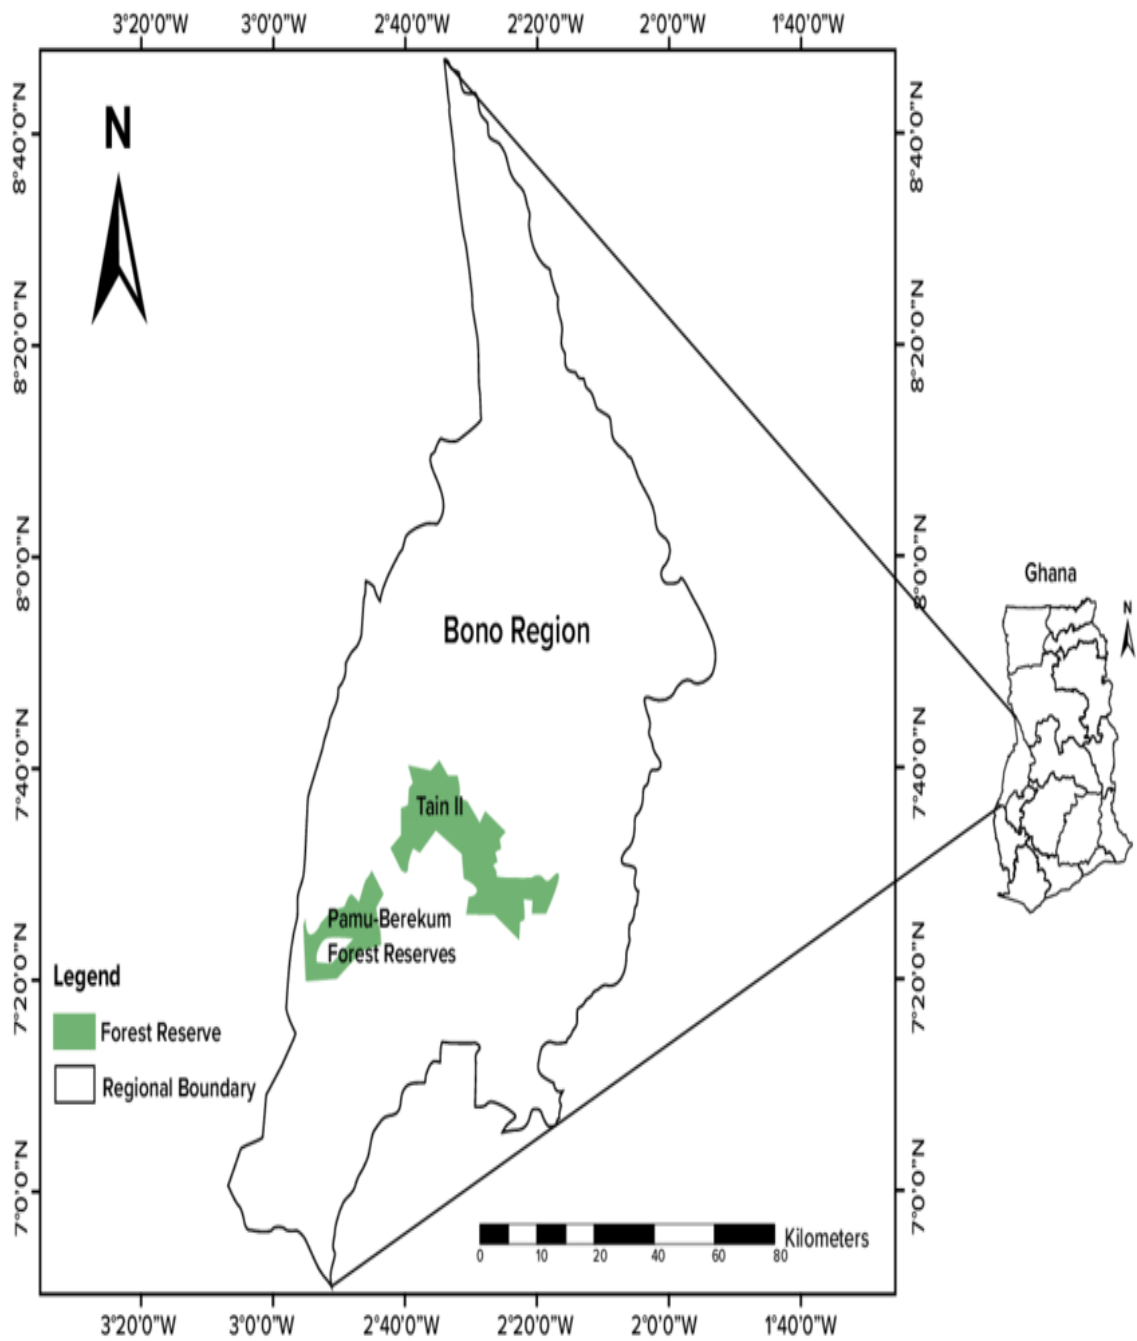 3°20'0"W 3°0'0"W 2°40'0"W 2°20'0"W 2°0'0"W 1°40'0"W
N
8°40'0"N 8°40'0"N
8°20'0"N 8°20'0"N
8°0'0"N 8°0'0"N
Ghana
N
Bono Region
7°40'0"N 7°40'0"N
Tain II
Pamu-Berekum
Forest Reserves
Legend
7°20'0"N 7°20'0"N
Forest Reserve
Regional Boundary
7°0'0"N 7°0'0"N
Kilometers
0 10 20 40 60 80
3°20'0"W 3°0'0"W 2°40'0"W 2°20'0"W 2°0'0"W 1°40'0"W